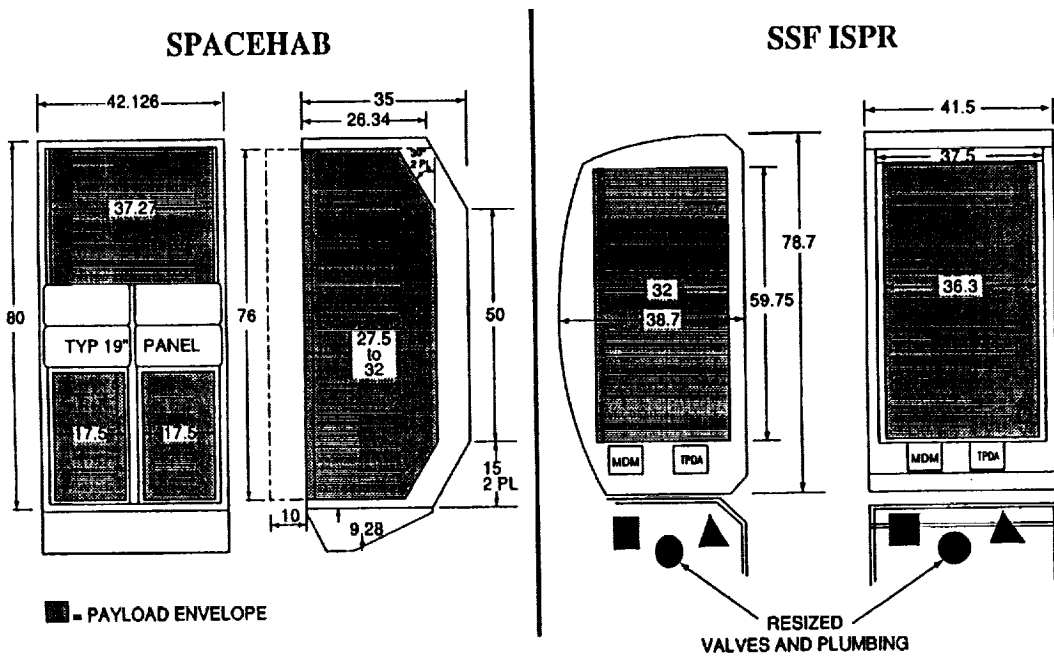 SPACEHAB
42.126
35
26.34
30°
2 PL
37.27
80
76
50
TYP 19" PANEL
27.5
to
32
17.5
17.5
15
2 PL
10
9.28
= PAYLOAD ENVELOPE
SSF ISPR
41.5
37.5
78.7
59.75
32
38.7
36.3
MDM
TPDA
MDM
TPDA
RESIZED
VALVES AND PLUMBING